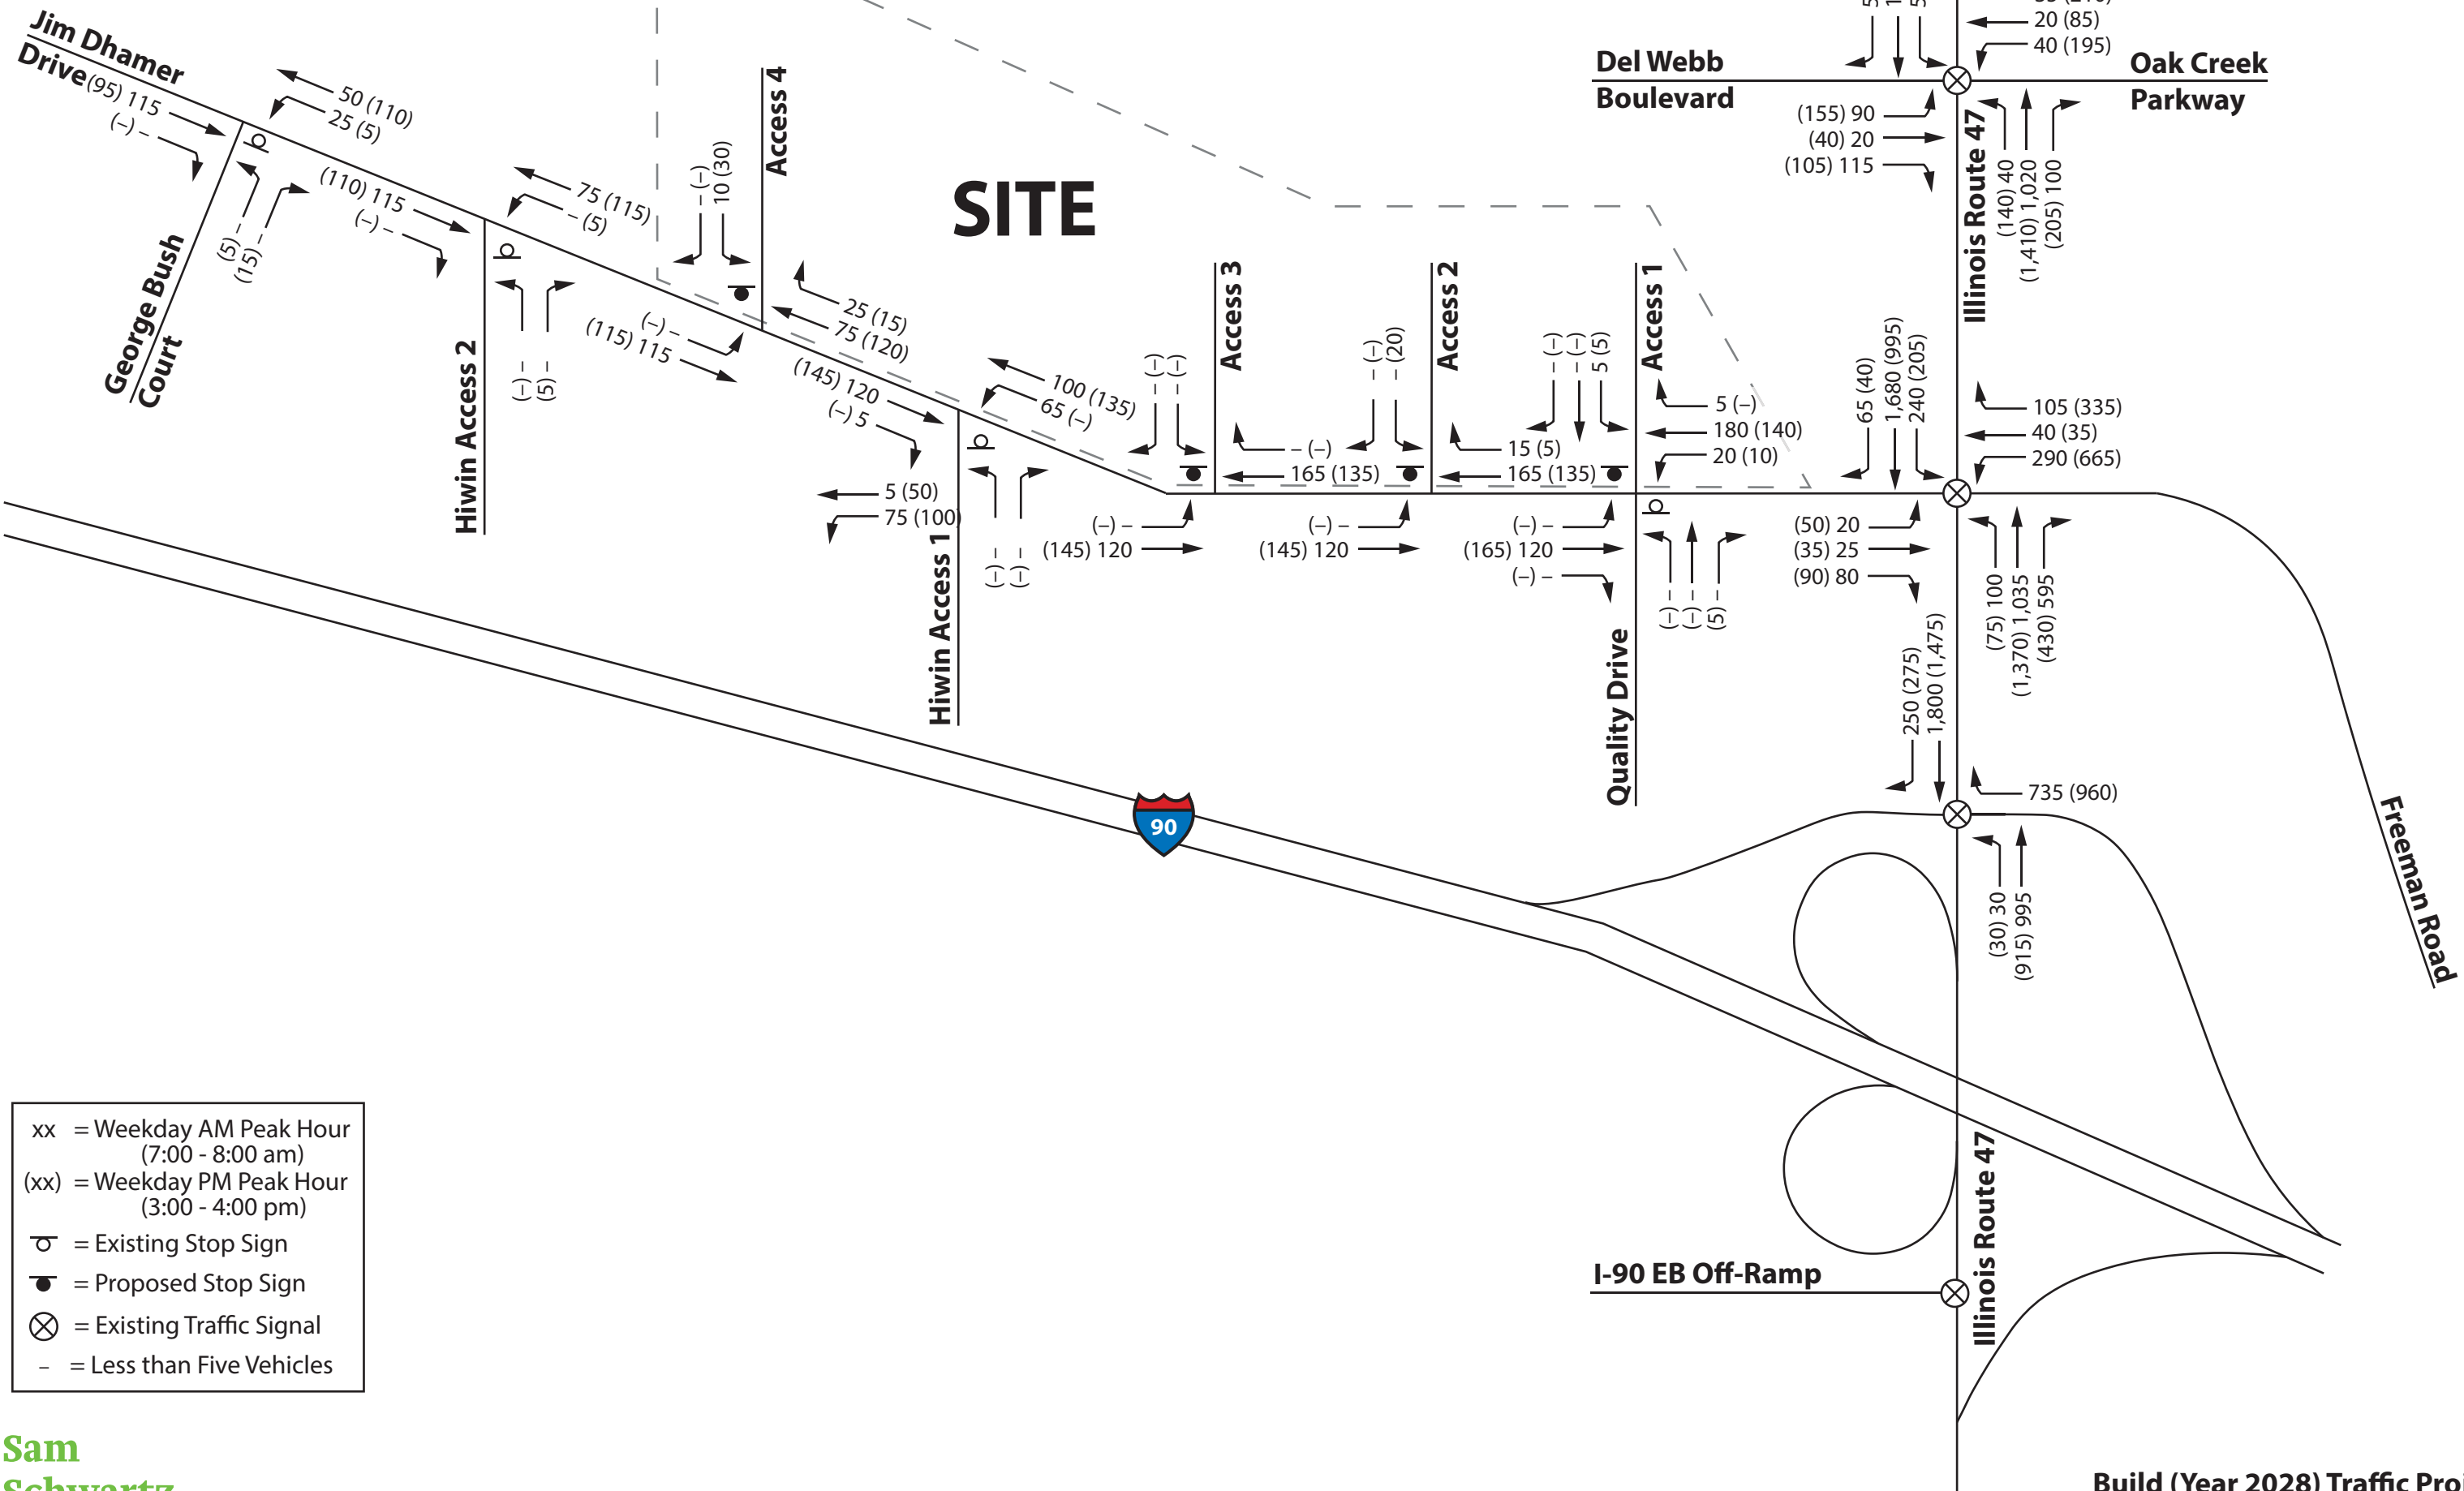 Jim Dhamer
Drive
(95) 115
(–) –
50 (110)
25 (5)
George Bush
Court
(5) –
(15) –
(110) 115
(–) –
75 (115)
– (5)
Hiwin Access 2
(–) –
(5) –
– (–)
10 (30)
Access 4
(–) –
(115) 115
25 (15)
75 (120)
SITE
(145) 120
(–) 5
100 (135)
65 (–)
5 (50)
75 (100)
Hiwin Access 1
(–) –
(–) –
– (–)
– (–)
Access 3
– (–)
165 (135)
(–) –
(145) 120
– (–)
– (20)
Access 2
15 (5)
165 (135)
(–) –
(145) 120
– (–)
– (–)
5 (5)
Access 1
5 (–)
180 (140)
20 (10)
(–) –
(165) 120
(–) –
Quality Drive
(–) –
(–) –
(5) –
20 (85)
40 (195)
Del Webb
Boulevard
Oak Creek
Parkway
(155) 90
(40) 20
(105) 115
Illinois Route 47
(140) 40
(1,410) 1,020
(205) 100
65 (40)
1,680 (995)
240 (205)
105 (335)
40 (35)
290 (665)
(50) 20
(35) 25
(90) 80
(75) 100
(1,370) 1,035
(430) 595
250 (275)
1,800 (1,475)
735 (960)
(30) 30
(915) 995
Freeman Road
90
Illinois Route 47
I-90 EB Off-Ramp
xx = Weekday AM Peak Hour
(7:00 - 8:00 am)
(xx) = Weekday PM Peak Hour
(3:00 - 4:00 pm)
= Existing Stop Sign
= Proposed Stop Sign
= Existing Traffic Signal
– = Less than Five Vehicles
Sam
Schwartz
Build (Year 2028) Traffic